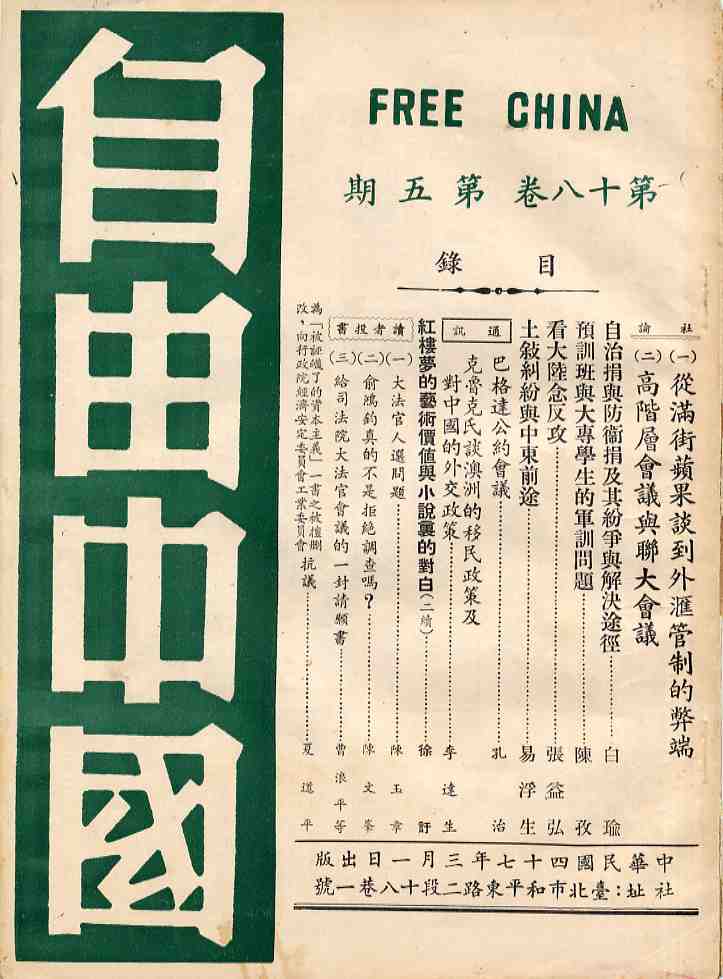 自由中國
FREE CHINA
第十八卷 第五期
目錄
社論
(一)從滿街蘋果談到外滙管制的弊端
(二)高階層會議與聯大會議
自治捐與防衞捐及其紛爭與解決途徑……白瑜
預訓班與大專學生的軍訓問題……陳孜
看大陸念反攻……張益弘
土敍糾紛與中東前途……易浮生
通訊
巴格達公約會議……孔治
克魯克氏談澳洲的移民政策及
對中國的外交政策……李達生
紅樓夢的藝術價值與小說裏的對白(二續)……徐訏
讀者投書
(一)大法官人選問題……陳玉章
(二)俞鴻鈞真的不是拒絕調查嗎?……陳文峯
(三)給司法院大法官會議的一封請願書……曹浪平等
為「被誣衊了的資本主義」一書之被擅刪
改,向行政院經濟安定委員會工業委員會抗議……夏道平
中華民國四十七年三月一日出版
社址:臺北市和平東路二段十八巷一號